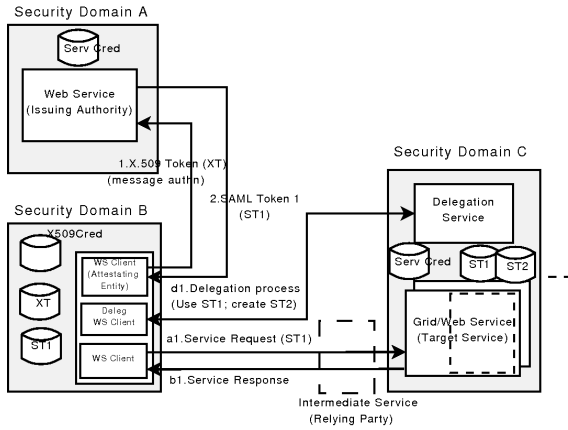 Security Domain A
Serv Cred
Web Service
(Issuing Authority)
1.X.509 Token (XT)
(message authn)
2.SAML Token 1
(ST1)
Security Domain B
X509Cred
XT
ST1
WS Client
(Attestating
Entity)
Deleg
WS Client
WS Client
d1.Delegation process
(Use ST1; create ST2)
a1.Service Request (ST1)
b1.Service Response
Security Domain C
Delegation
Service
Serv Cred
ST1
ST2
Grid/Web Service
(Target Service)
Intermediate Service
(Relying Party)